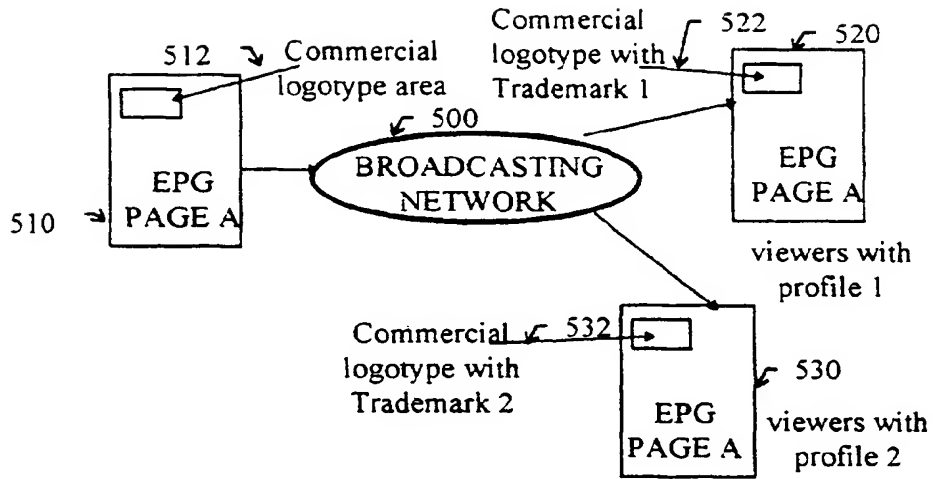 512
Commercial
logotype area
510
EPG
PAGE A
500
BROADCASTING
NETWORK
Commercial
logotype with
Trademark 1
522
520
EPG
PAGE A
viewers with
profile 1
Commercial
logotype with
Trademark 2
532
530
EPG
PAGE A
viewers with
profile 2